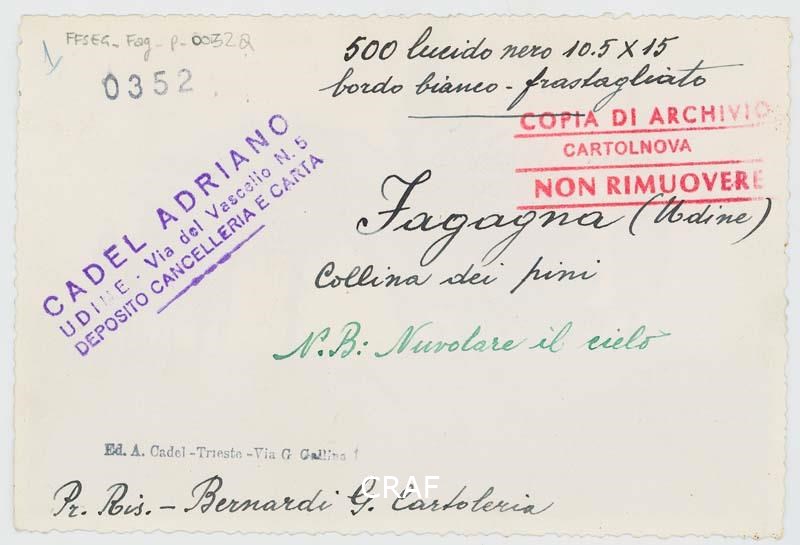 FFSEG_Fag_p_0032R
0352
500 lucido nero 10.5 X 15
bordo bianco - frastagliato
COPIA DI ARCHIVIO
CARTOLNOVA
NON RIMUOVERE
CADEL ADRIANO
UDINE - Via del Vascello N. 5
DEPOSITO CANCELLERIA E CARTA
Fagagna (Udine)
Collina dei pini
N.B: Nuvolare il cielo
Ed. A. Cadel - Trieste - Via G. Gallina 1
Pr. Ris. - Bernardi G. Cartoleria
CRAF